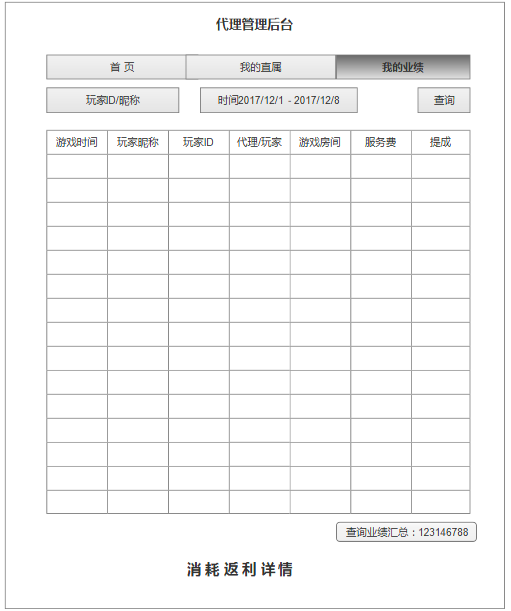 代理管理后台
首 页 我的直属 我的业绩
玩家ID/昵称 时间2017/12/1 - 2017/12/8 查询
游戏时间 玩家昵称 玩家ID 代理/玩家 游戏房间 服务费 提成
查询业绩汇总：123146788
消耗返利详情